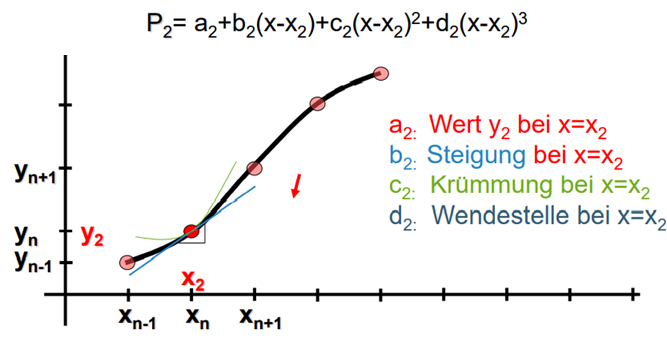 P₂= a₂+b₂(x-x₂)+c₂(x-x₂)²+d₂(x-x₂)³
a₂: Wert y₂ bei x=x₂
b₂: Steigung bei x=x₂
c₂: Krümmung bei x=x₂
d₂: Wendestelle bei x=x₂
yₙ₊₁
yₙ y₂
yₙ₋₁
x₂
xₙ₋₁ xₙ xₙ₊₁